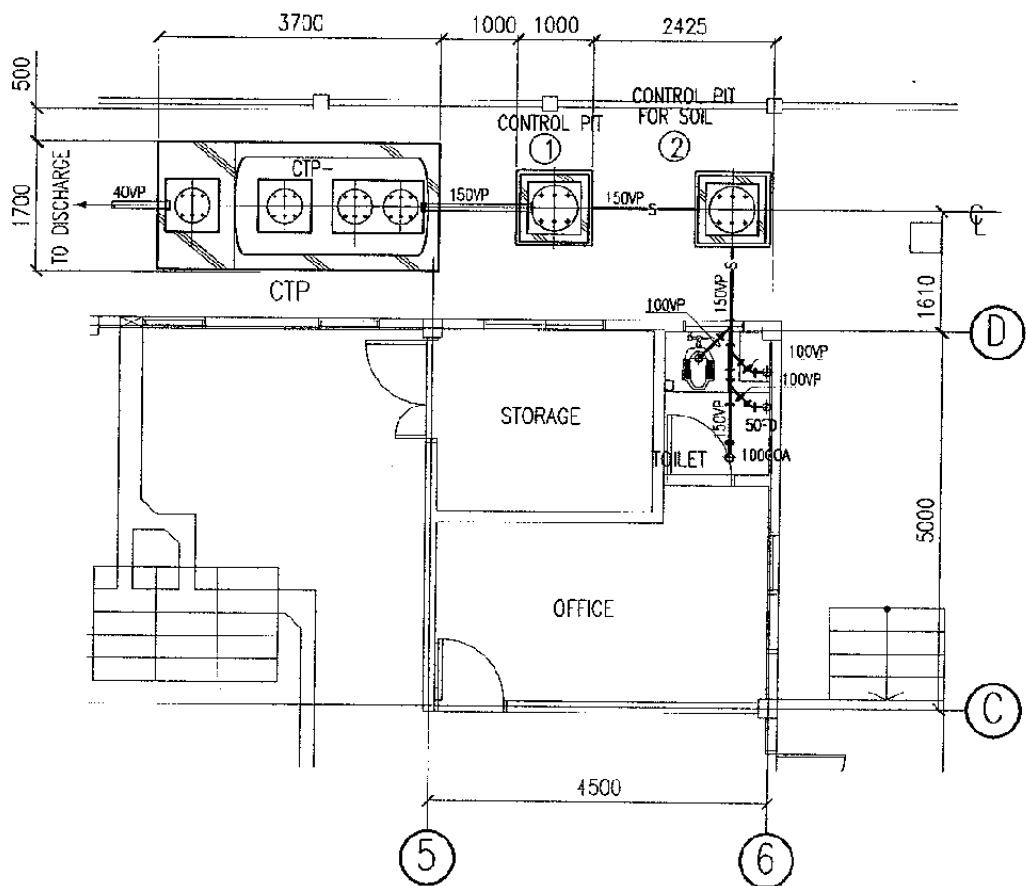 3700
1000
1000
2425
500
CONTROL PIT
FOR SOIL
CONTROL PIT
1
2
CTP-
40VP
150VP
150VP
S
TO DISCHARGE
1700
CL
CTP
S
150VP
100VP
1610
D
100VP
100VP
STORAGE
150VP
50FD
TOILET
100COA
5000
OFFICE
C
4500
5
6